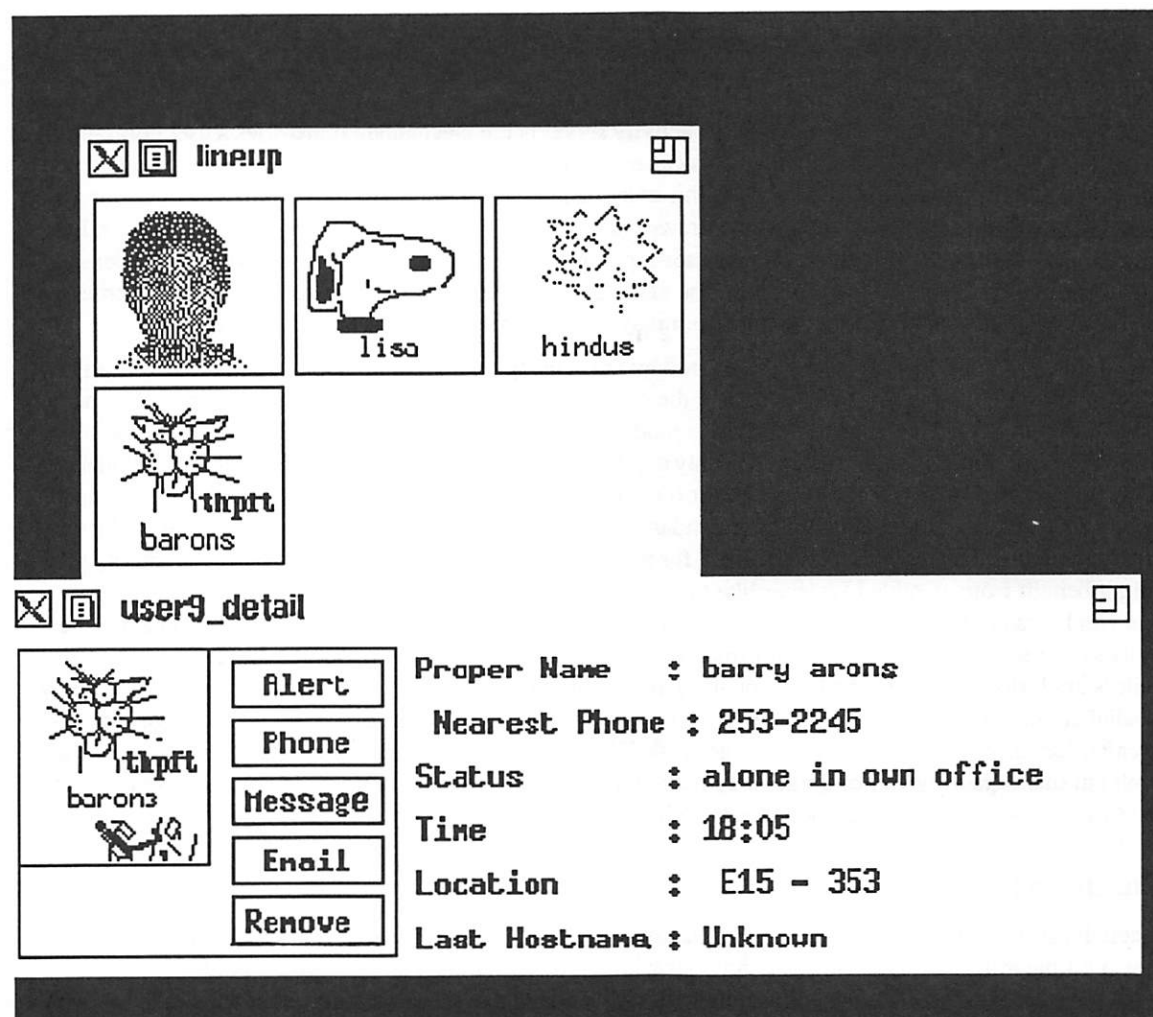 lineup
lisa
hindus
thpft
barons
user9_detail
thpft
barons
Alert
Phone
Message
Email
Remove
Proper Name : barry arons
Nearest Phone : 253-2245
Status : alone in own office
Time : 18:05
Location : E15 - 353
Last Hostname : Unknown